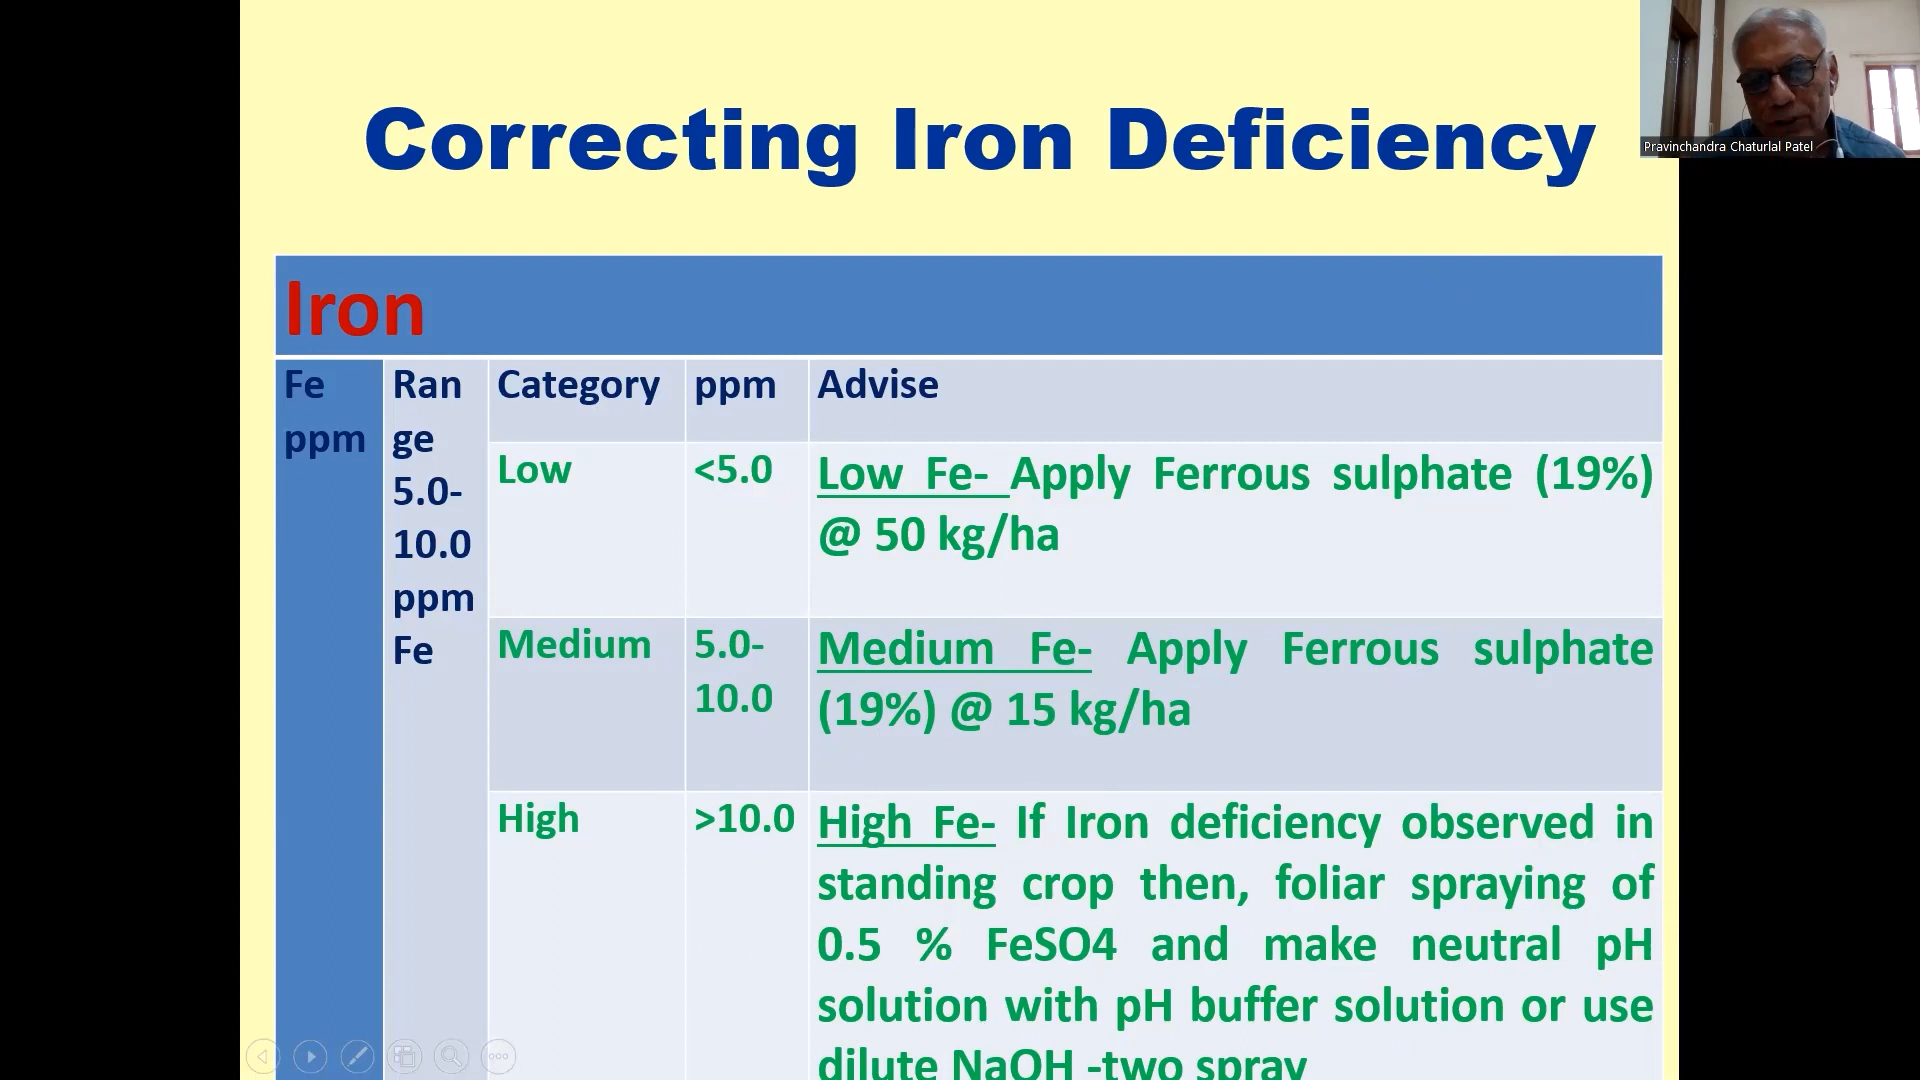 Correcting Iron Deficiency
Pravinchandra Chaturlal Patel
Iron
Fe
ppm
Ran
ge
5.0-
10.0
ppm
Fe
Category
ppm
Advise
Low
<5.0
Low Fe- Apply Ferrous sulphate (19%)
@ 50 kg/ha
Medium
5.0-
10.0
Medium Fe- Apply Ferrous sulphate
(19%) @ 15 kg/ha
High
>10.0
High Fe- If Iron deficiency observed in
standing crop then, foliar spraying of
0.5 % FeSO4 and make neutral pH
solution with pH buffer solution or use
dilute NaOH -two spray